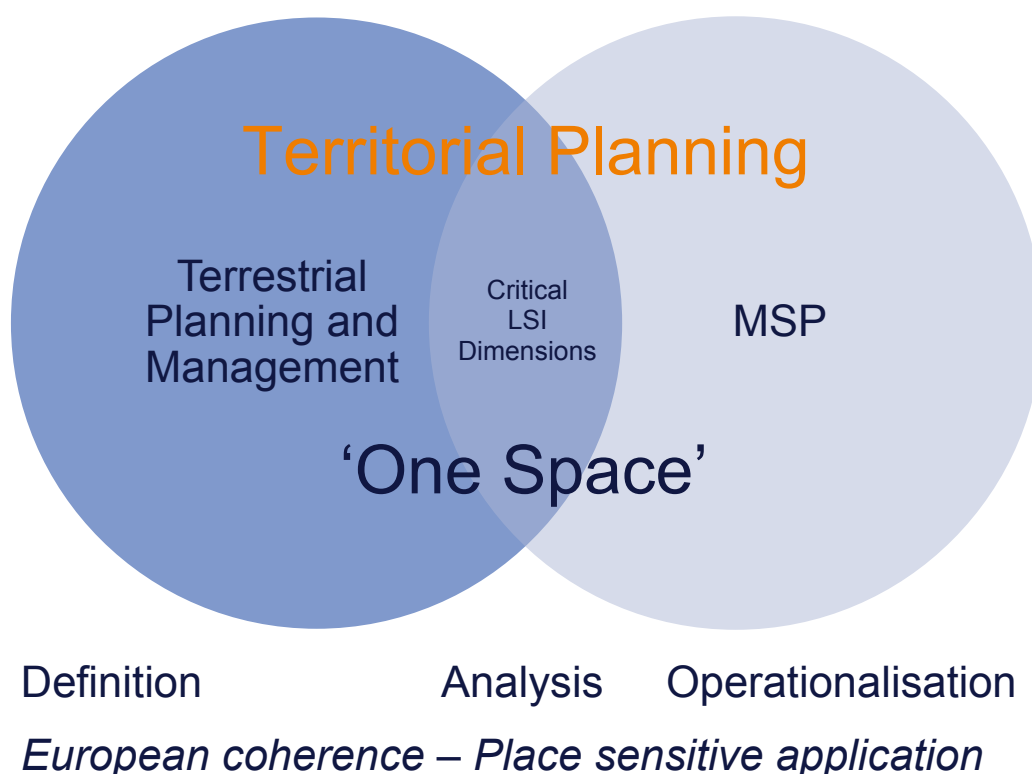 Territorial Planning
Terrestrial
Planning and
Management
Critical
LSI
Dimensions
MSP
‘One Space’
Definition Analysis Operationalisation
European coherence – Place sensitive application